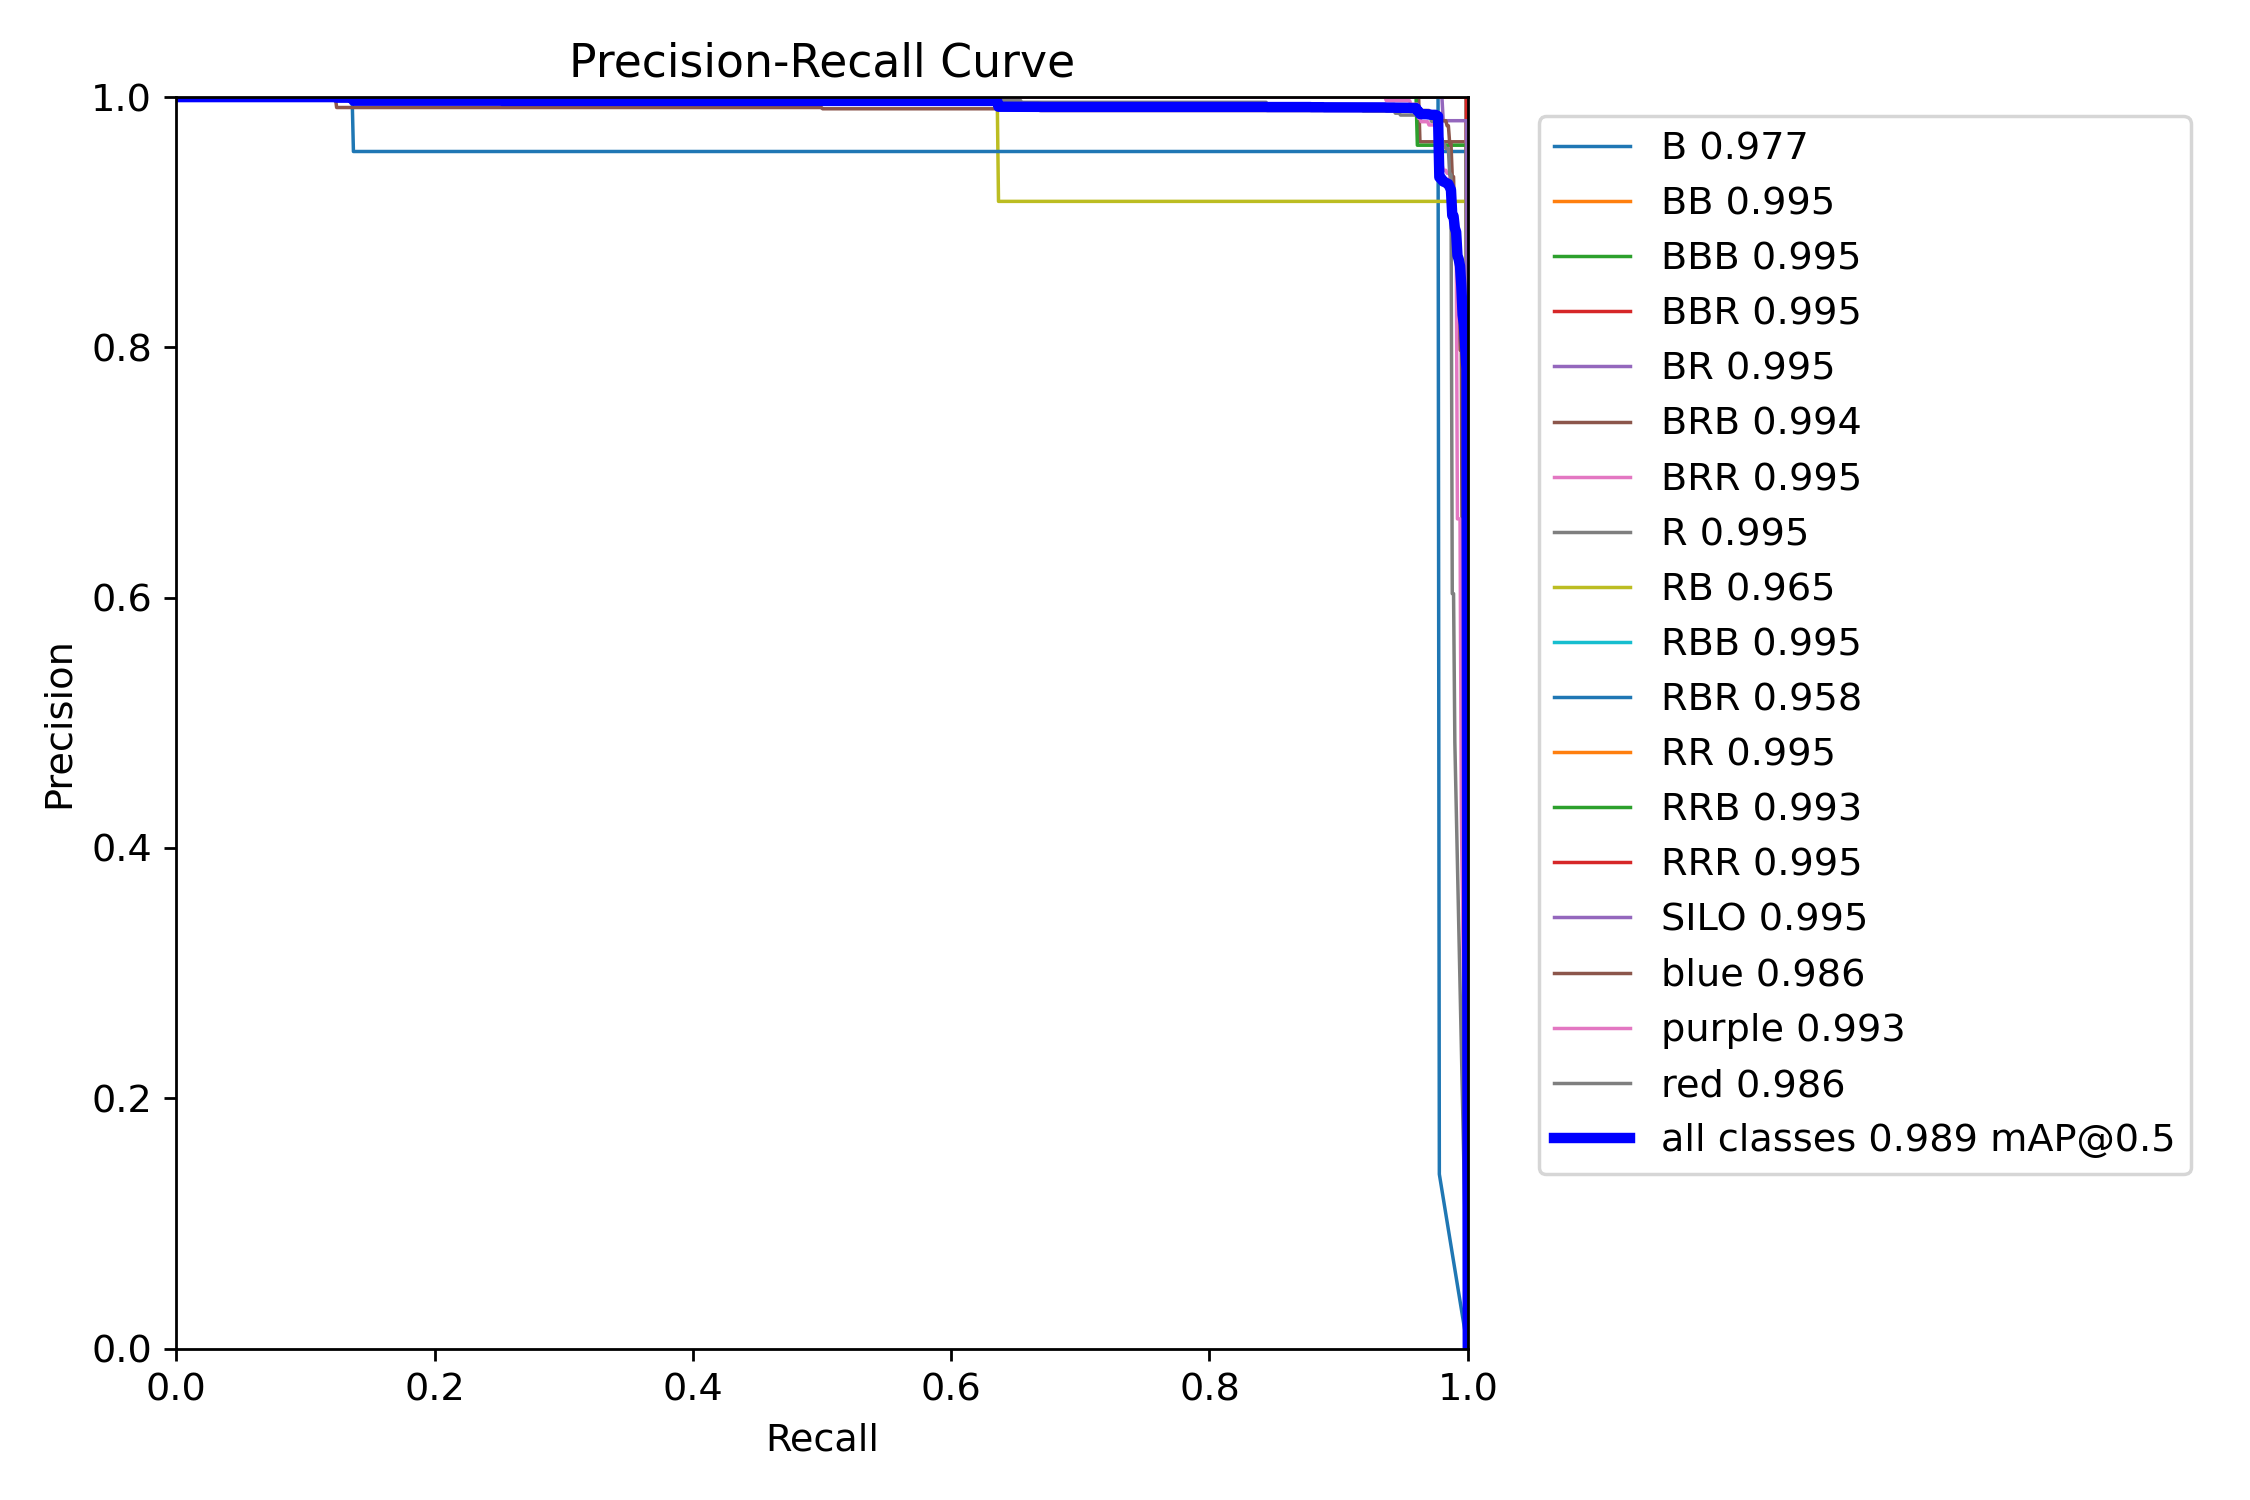 Precision-Recall Curve
1.0
0.8
0.6
0.4
0.2
0.0
Precision
0.0 0.2 0.4 0.6 0.8 1.0
Recall
B 0.977
BB 0.995
BBB 0.995
BBR 0.995
BR 0.995
BRB 0.994
BRR 0.995
R 0.995
RB 0.965
RBB 0.995
RBR 0.958
RR 0.995
RRB 0.993
RRR 0.995
SILO 0.995
blue 0.986
purple 0.993
red 0.986
all classes 0.989 mAP@0.5